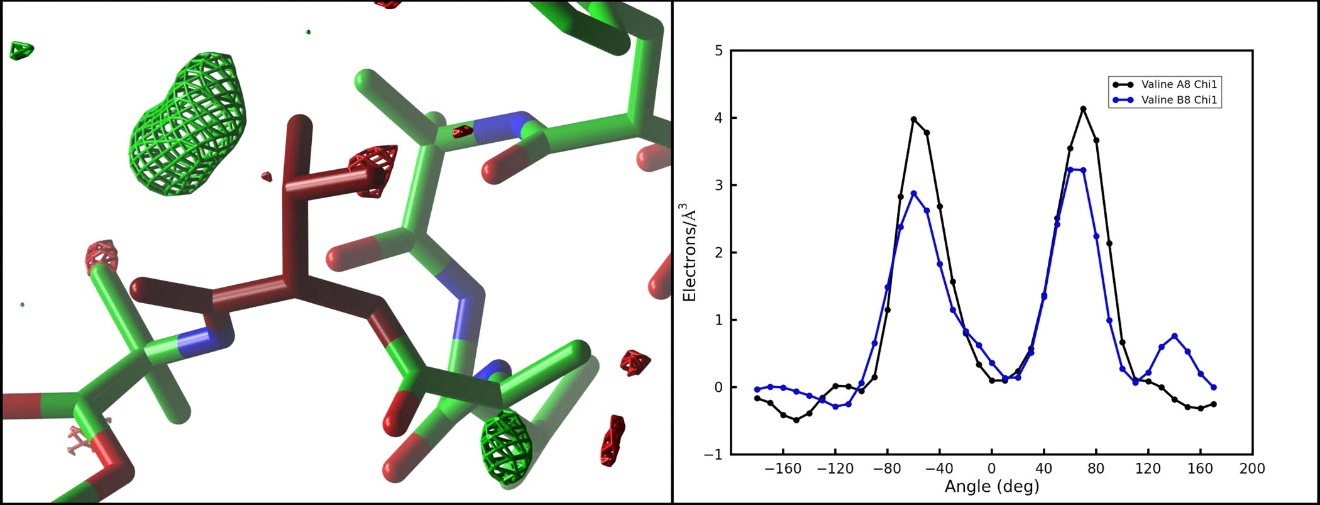 5
4
3
2
1
0
−1
Electrons/Å³
Valine A8 Chi1
Valine B8 Chi1
−160 −120 −80 −40 0 40 80 120 160 200
Angle (deg)